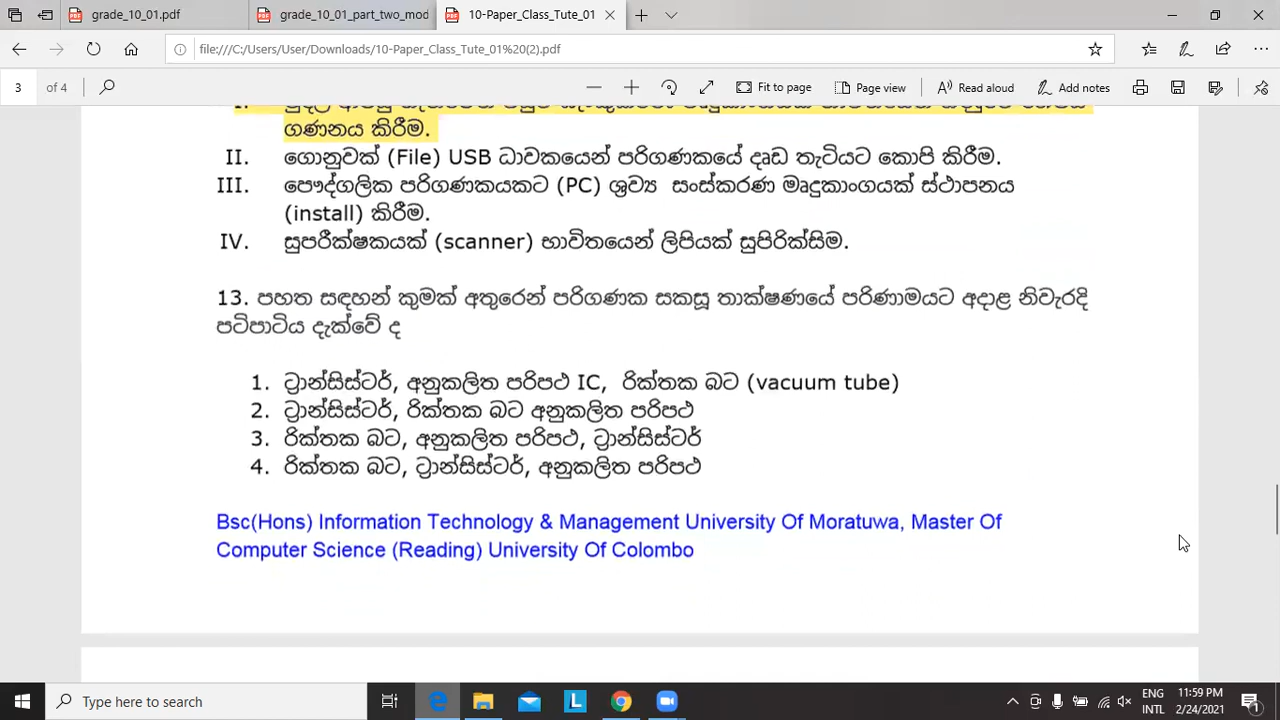 grade_10_01.pdf
grade_10_01_part_two_mod
10-Paper_Class_Tute_01
file:///C:/Users/User/Downloads/10-Paper_Class_Tute_01%20(2).pdf
3 of 4
Fit to page
Page view
Read aloud
Add notes
ගණනය කිරීම.
II. ගොනුවක් (File) USB ධාවකයෙන් පරිගණකයේ දෘඩ තැටියට කොපි කිරීම.
III. පෞද්ගලික පරිගණකයකට (PC) ශ්‍රව්‍ය සංස්කරණ මෘදුකාංගයක් ස්ථාපනය
(install) කිරීම.
IV. සුපරීක්ෂකයක් (scanner) භාවිතයෙන් ලිපියක් සුපිරික්සිම.
13. පහත සඳහන් කුමක් අතුරෙන් පරිගණක සකසූ තාක්ෂණයේ පරිණාමයට අදාළ නිවැරදි
පටිපාටිය දැක්වේ ද
1. ට්‍රාන්සිස්ටර්, අනුකලිත පරිපථ IC, රික්තක බට (vacuum tube)
2. ට්‍රාන්සිස්ටර්, රික්තක බට අනුකලිත පරිපථ
3. රික්තක බට, අනුකලිත පරිපථ, ට්‍රාන්සිස්ටර්
4. රික්තක බට, ට්‍රාන්සිස්ටර්, අනුකලිත පරිපථ
Bsc(Hons) Information Technology & Management University Of Moratuwa, Master Of
Computer Science (Reading) University Of Colombo
Type here to search
ENG
11:59 PM
INTL
2/24/2021